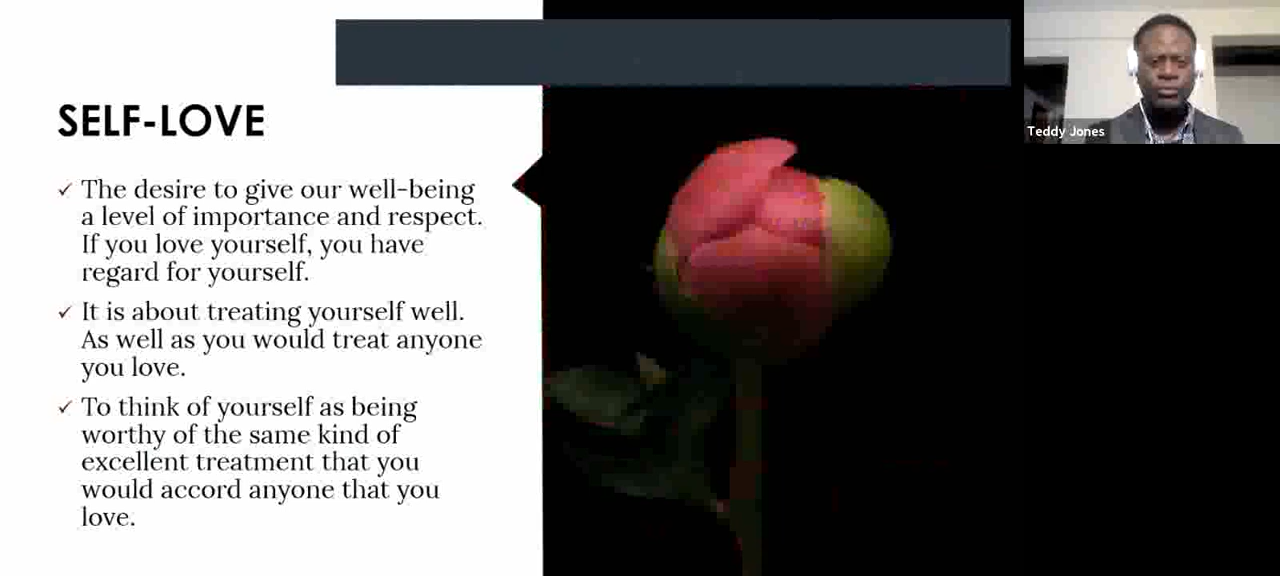 SELF-LOVE
✓ The desire to give our well-being
a level of importance and respect.
If you love yourself, you have
regard for yourself.
✓ It is about treating yourself well.
As well as you would treat anyone
you love.
✓ To think of yourself as being
worthy of the same kind of
excellent treatment that you
would accord anyone that you
love.
Teddy Jones